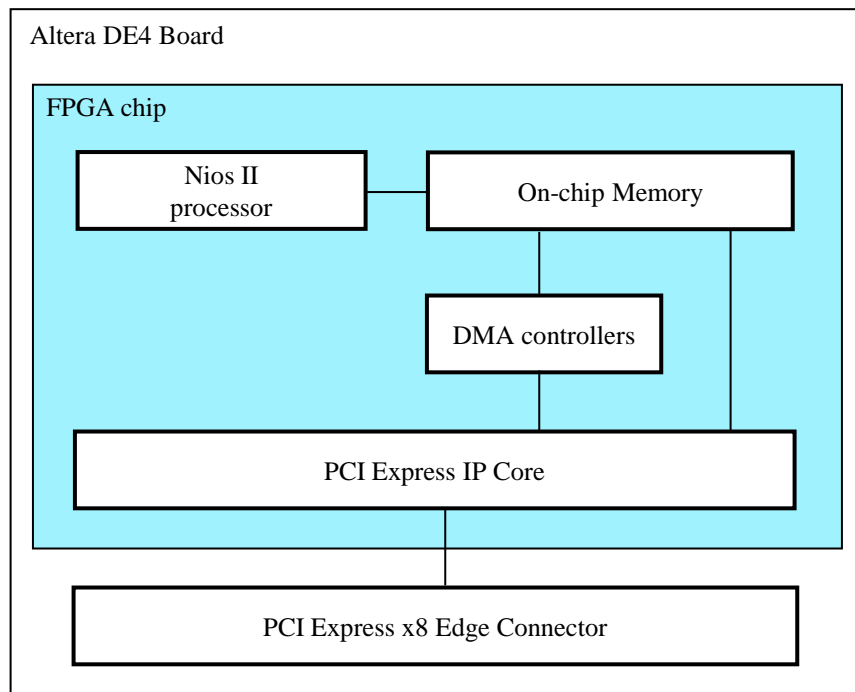 Altera DE4 Board
FPGA chip
Nios II
processor
On-chip Memory
DMA controllers
PCI Express IP Core
PCI Express x8 Edge Connector